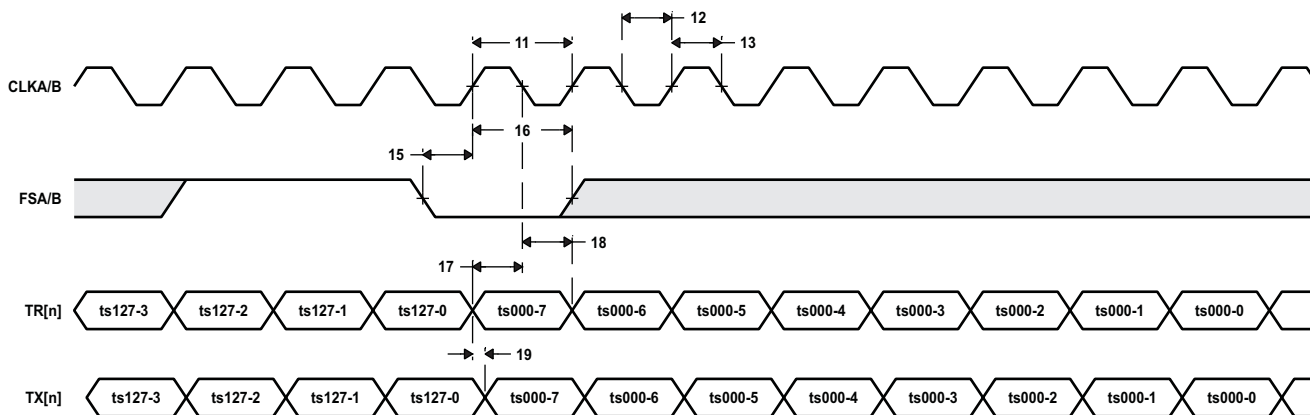 12
11
13
CLKA/B
16
15
FSA/B
18
17
TR[n] ts127-3 ts127-2 ts127-1 ts127-0 ts000-7 ts000-6 ts000-5 ts000-4 ts000-3 ts000-2 ts000-1 ts000-0
19
TX[n] ts127-3 ts127-2 ts127-1 ts127-0 ts000-7 ts000-6 ts000-5 ts000-4 ts000-3 ts000-2 ts000-1 ts000-0